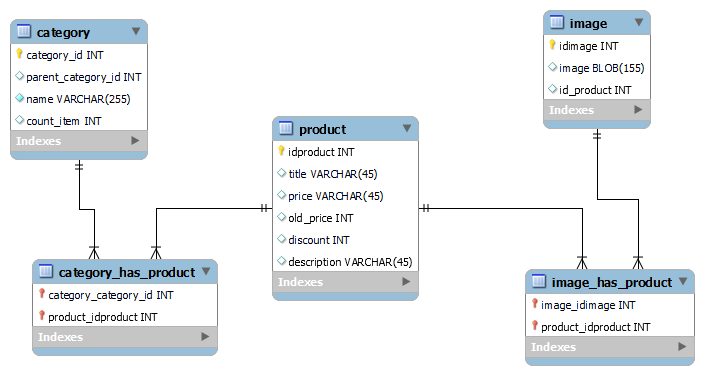 category
category_id INT
parent_category_id INT
name VARCHAR(255)
count_item INT
Indexes
image
idimage INT
image BLOB(155)
id_product INT
Indexes
product
idproduct INT
title VARCHAR(45)
price VARCHAR(45)
old_price INT
discount INT
description VARCHAR(45)
Indexes
category_has_product
category_category_id INT
product_idproduct INT
Indexes
image_has_product
image_idimage INT
product_idproduct INT
Indexes